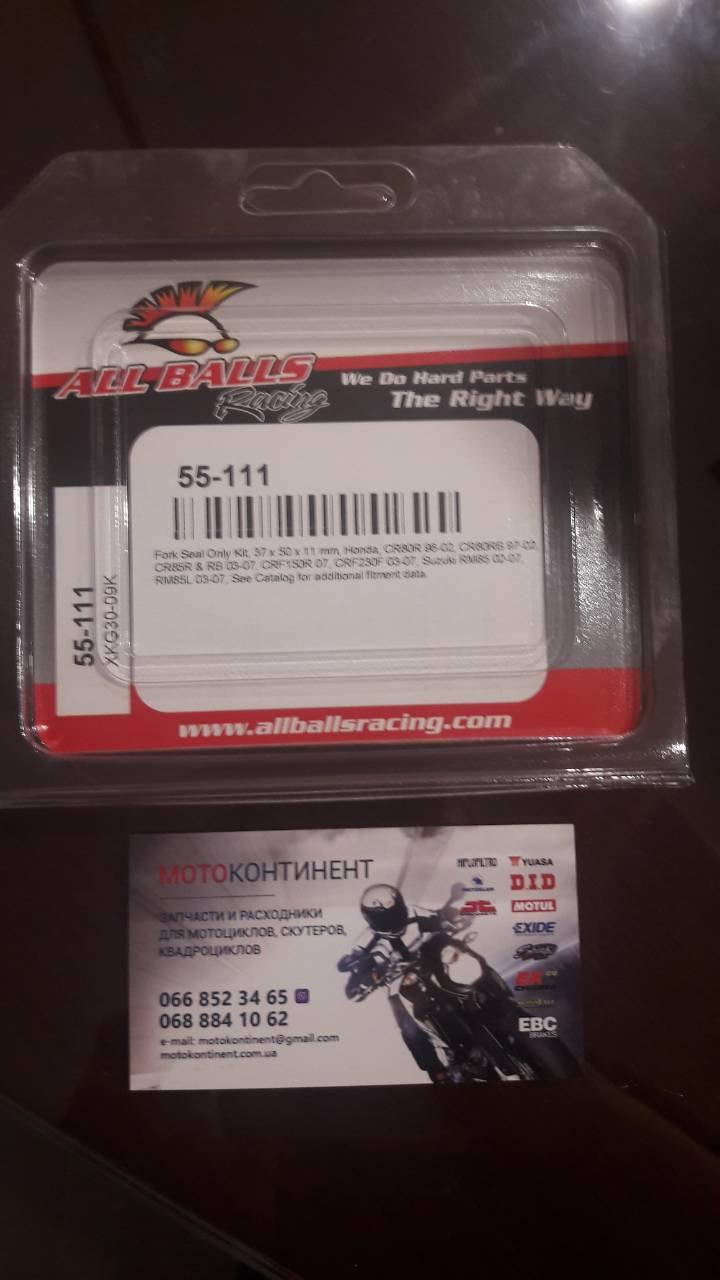 ALL BALLS
Racing
We Do Hard Parts
The Right Way
55-111
Fork Seal Only Kit, 37 x 50 x 11 mm, Honda, CR80R 96-02, CR80RB 97-02,
CR85R & RB 03-07, CRF150R 07, CRF230F 03-07, Suzuki RM85 02-07,
RM85L 03-07, See Catalog for additional fitment data.
55-111
XKG30-09K
www.allballsracing.com
МОТОКОНТИНЕНТ
ЗАПЧАСТИ И РАСХОДНИКИ
ДЛЯ МОТОЦИКЛОВ, СКУТЕРОВ,
КВАДРОЦИКЛОВ
066 852 34 65
068 884 10 62
e-mail: motokontinent@gmail.com
motokontinent.com.ua
HIFLOFILTRO
YUASA
D.I.D
MOTUL
EXIDE
EK
EBC
BRAKES